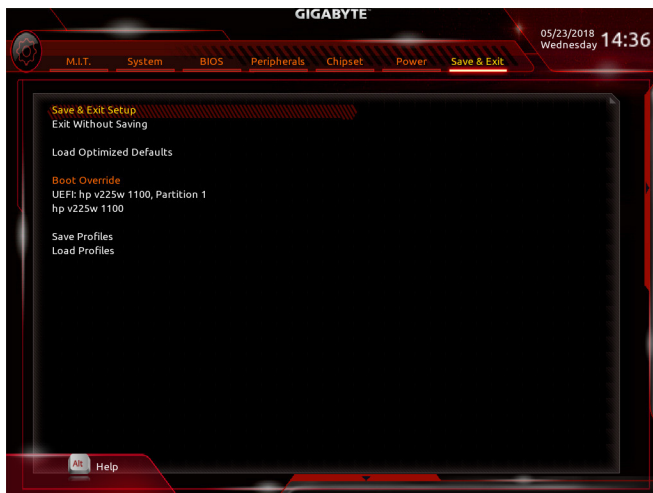 GIGABYTE™
05/23/2018
Wednesday 14:36
M.I.T. System BIOS Peripherals Chipset Power Save & Exit
Save & Exit Setup
Exit Without Saving
Load Optimized Defaults
Boot Override
UEFI: hp v225w 1100, Partition 1
hp v225w 1100
Save Profiles
Load Profiles
Alt Help